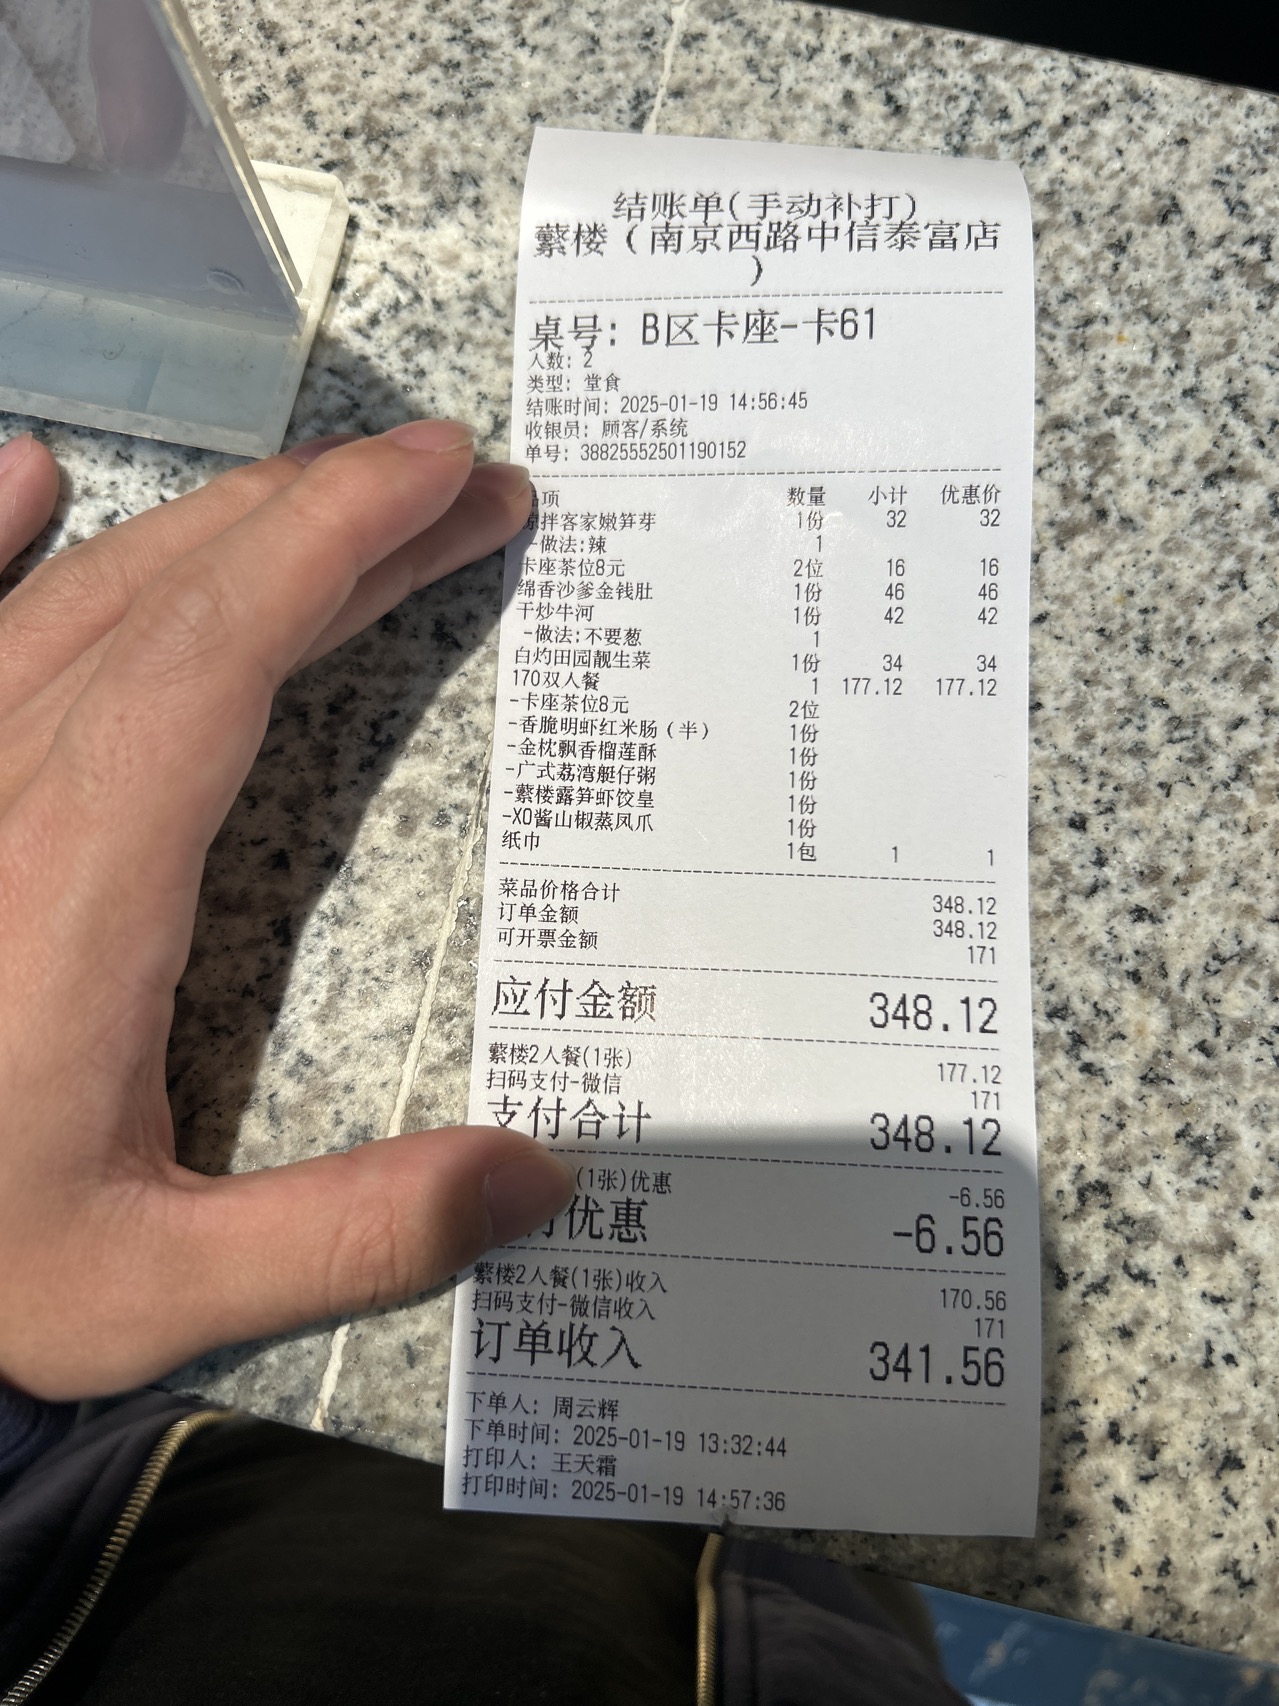 结账单(手动补打)
蘩楼（南京西路中信泰富店
）
桌号: B区卡座-卡61
人数: 2
类型: 堂食
结账时间: 2025-01-19 14:56:45
收银员: 顾客/系统
单号: 38825552501190152
项 数量 小计 优惠价
拌客家嫩笋芽 1份 32 32
-做法:辣 1
卡座茶位8元 2位 16 16
绵香沙爹金钱肚 1份 46 46
干炒牛河 1份 42 42
-做法:不要葱 1
白灼田园靓生菜 1份 34 34
170双人餐 1 177.12 177.12
-卡座茶位8元 2位
-香脆明虾红米肠（半） 1份
-金枕飘香榴莲酥 1份
-广式荔湾艇仔粥 1份
-蘩楼露笋虾饺皇 1份
-XO酱山椒蒸凤爪 1份
纸巾 1包 1 1
菜品价格合计 348.12
订单金额 348.12
可开票金额 171
应付金额 348.12
蘩楼2人餐(1张) 177.12
扫码支付-微信 171
支付合计 348.12
(1张)优惠 -6.56
优惠 -6.56
蘩楼2人餐(1张)收入 170.56
扫码支付-微信收入 171
订单收入 341.56
下单人: 周云辉
下单时间: 2025-01-19 13:32:44
打印人: 王天霜
打印时间: 2025-01-19 14:57:36